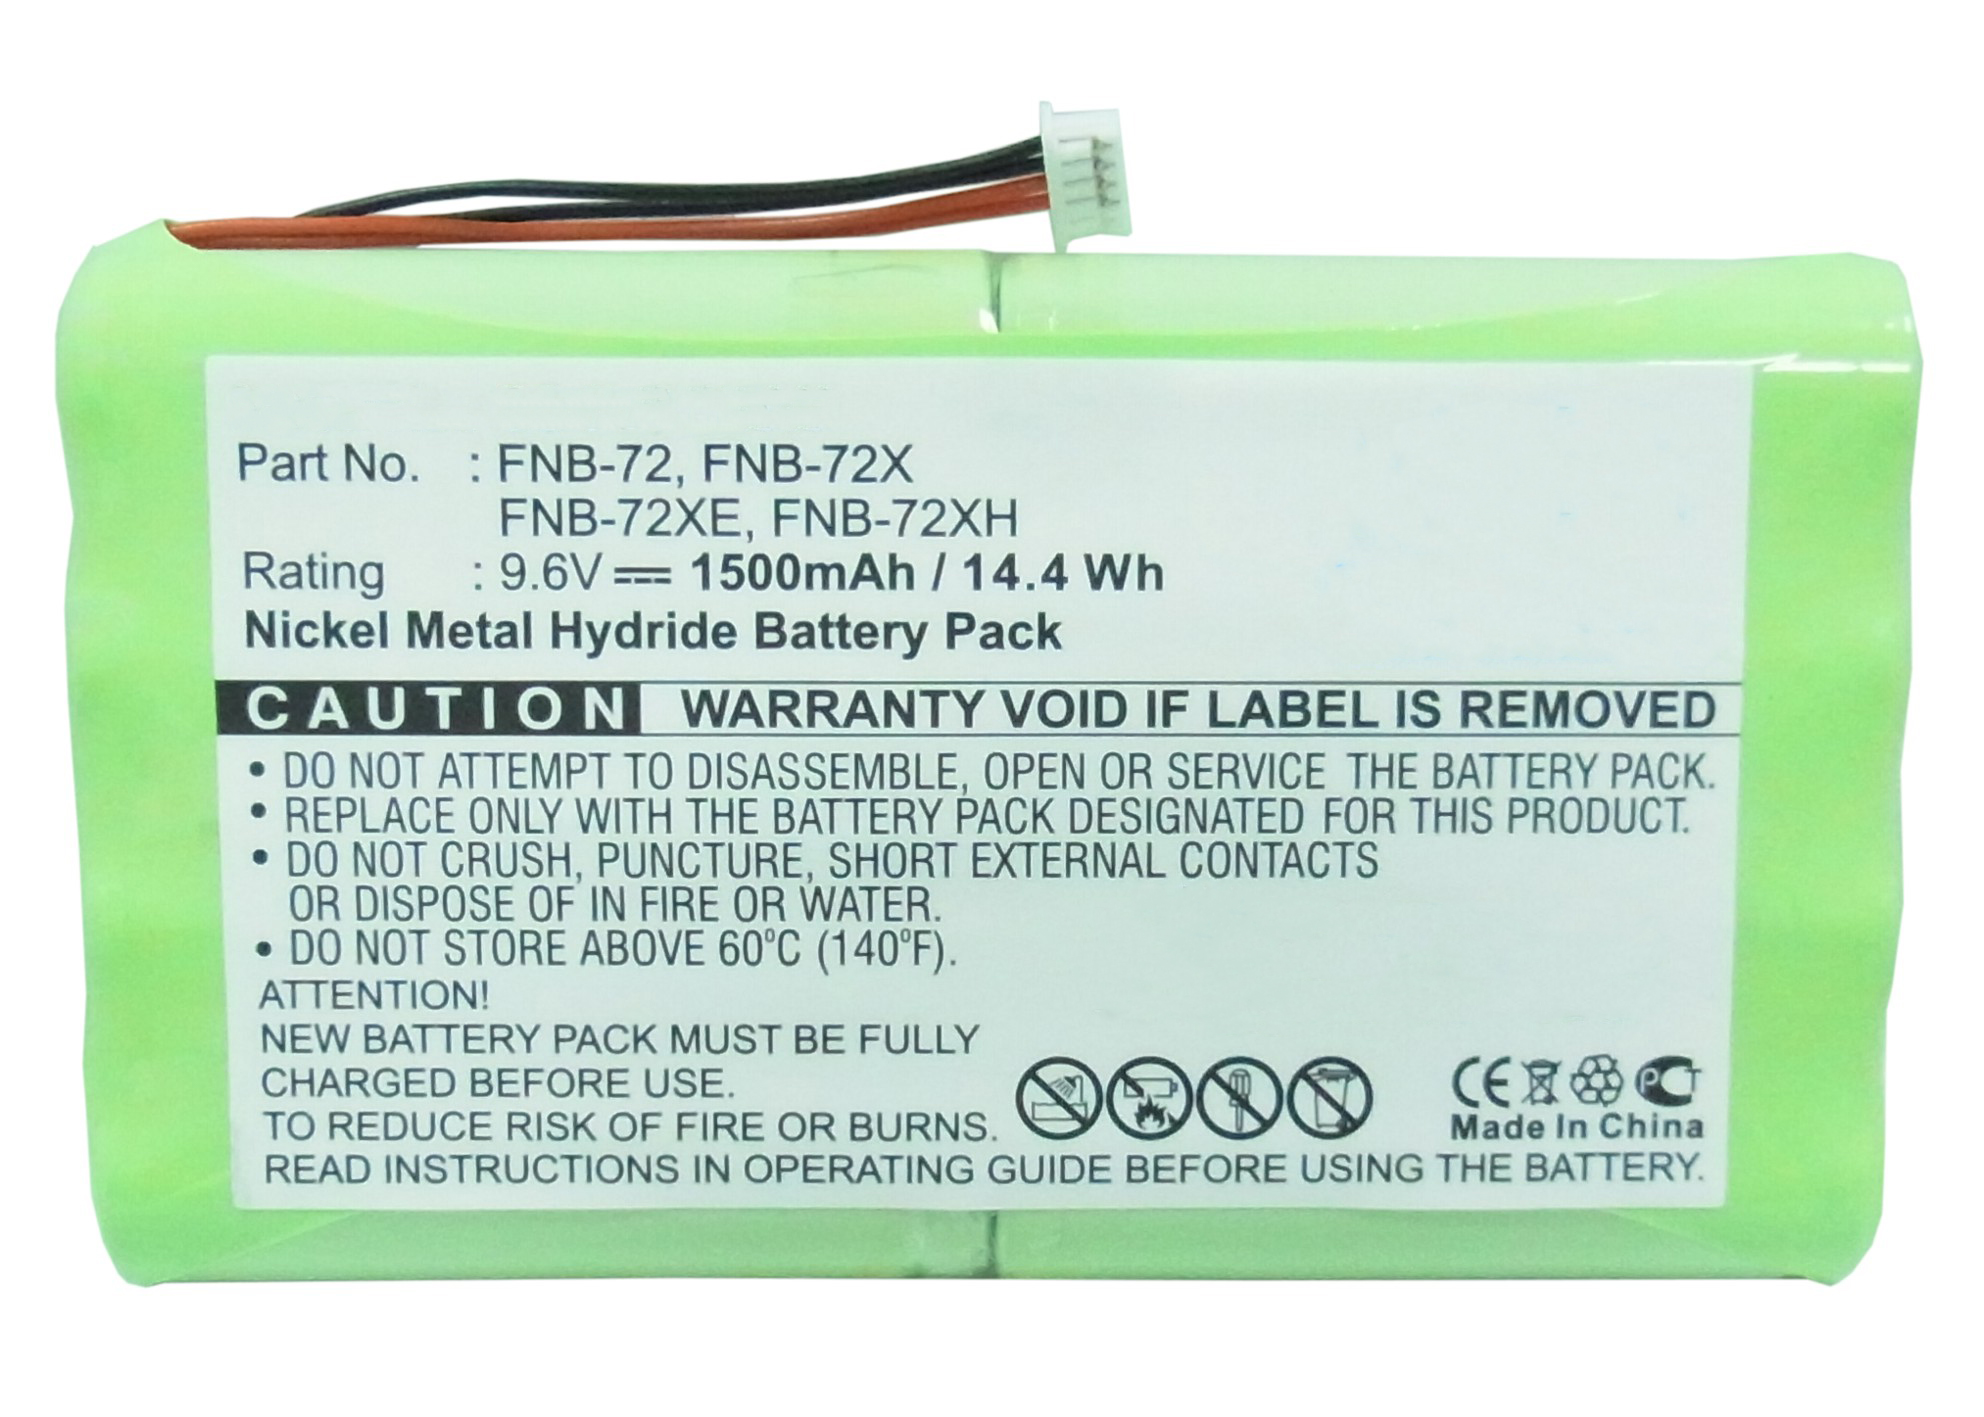 Part No. : FNB-72, FNB-72X
FNB-72XE, FNB-72XH
Rating : 9.6V 1500mAh / 14.4 Wh
Nickel Metal Hydride Battery Pack
CAUTION WARRANTY VOID IF LABEL IS REMOVED
• DO NOT ATTEMPT TO DISASSEMBLE, OPEN OR SERVICE THE BATTERY PACK.
• REPLACE ONLY WITH THE BATTERY PACK DESIGNATED FOR THIS PRODUCT.
• DO NOT CRUSH, PUNCTURE, SHORT EXTERNAL CONTACTS
OR DISPOSE OF IN FIRE OR WATER.
• DO NOT STORE ABOVE 60°C (140°F).
ATTENTION!
NEW BATTERY PACK MUST BE FULLY
CHARGED BEFORE USE.
TO REDUCE RISK OF FIRE OR BURNS.
READ INSTRUCTIONS IN OPERATING GUIDE BEFORE USING THE BATTERY.
CE PCT
Made In China